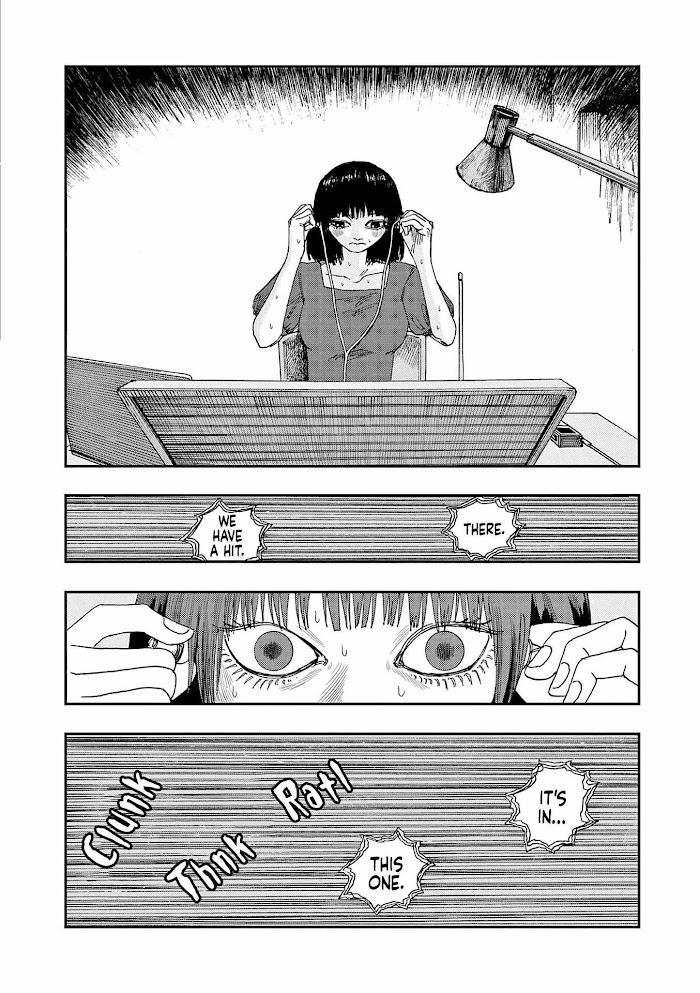 THERE.
WE
HAVE
A HIT.
IT'S
IN...
THIS
ONE.
Ratl
Thnk
Clunk